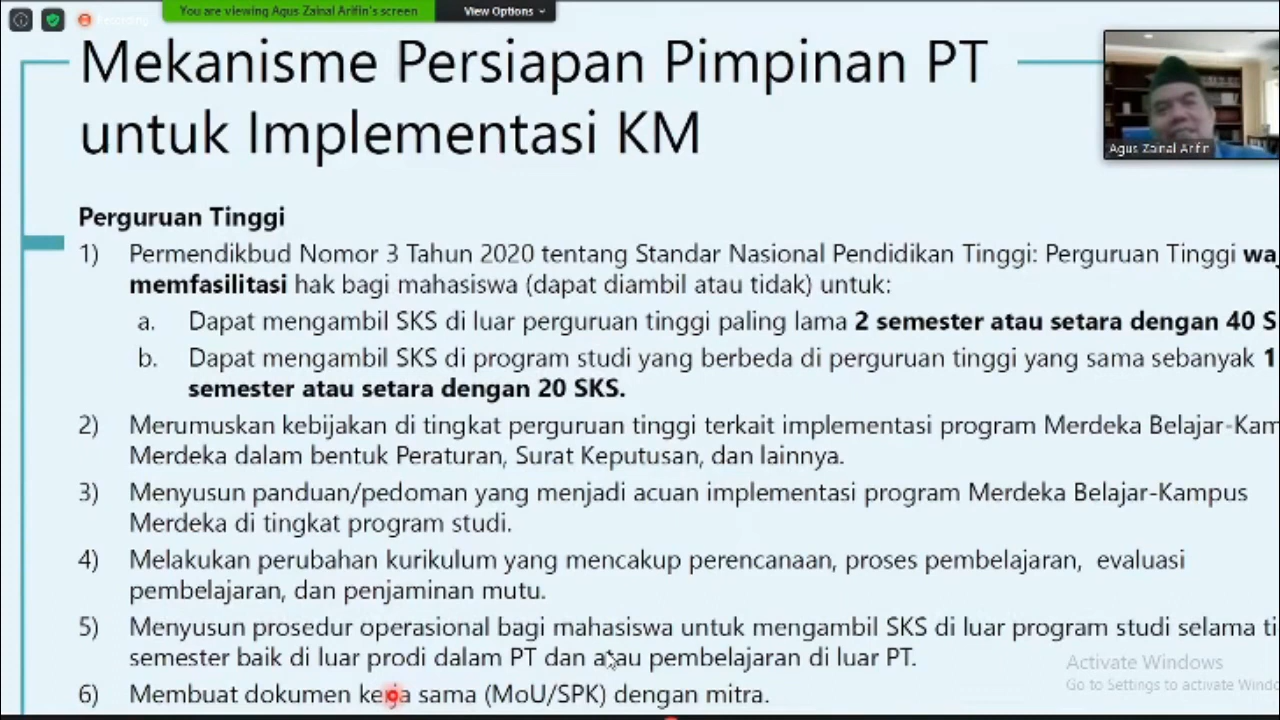 Recording
You are viewing Agus Zainal Arifin's screen
View Options
Mekanisme Persiapan Pimpinan PT
untuk Implementasi KM
Agus Zainal Arifin
Perguruan Tinggi
1) Permendikbud Nomor 3 Tahun 2020 tentang Standar Nasional Pendidikan Tinggi: Perguruan Tinggi
memfasilitasi hak bagi mahasiswa (dapat diambil atau tidak) untuk:
a. Dapat mengambil SKS di luar perguruan tinggi paling lama 2 semester atau setara dengan 40 S
b. Dapat mengambil SKS di program studi yang berbeda di perguruan tinggi yang sama sebanyak 1
semester atau setara dengan 20 SKS.
2) Merumuskan kebijakan di tingkat perguruan tinggi terkait implementasi program Merdeka Belajar-Kam
Merdeka dalam bentuk Peraturan, Surat Keputusan, dan lainnya.
3) Menyusun panduan/pedoman yang menjadi acuan implementasi program Merdeka Belajar-Kampus
Merdeka di tingkat program studi.
4) Melakukan perubahan kurikulum yang mencakup perencanaan, proses pembelajaran, evaluasi
pembelajaran, dan penjaminan mutu.
5) Menyusun prosedur operasional bagi mahasiswa untuk mengambil SKS di luar program studi selama ti
semester baik di luar prodi dalam PT dan atau pembelajaran di luar PT.
6) Membuat dokumen kerja sama (MoU/SPK) dengan mitra.
Activate Windows
Go to Settings to activate Windo